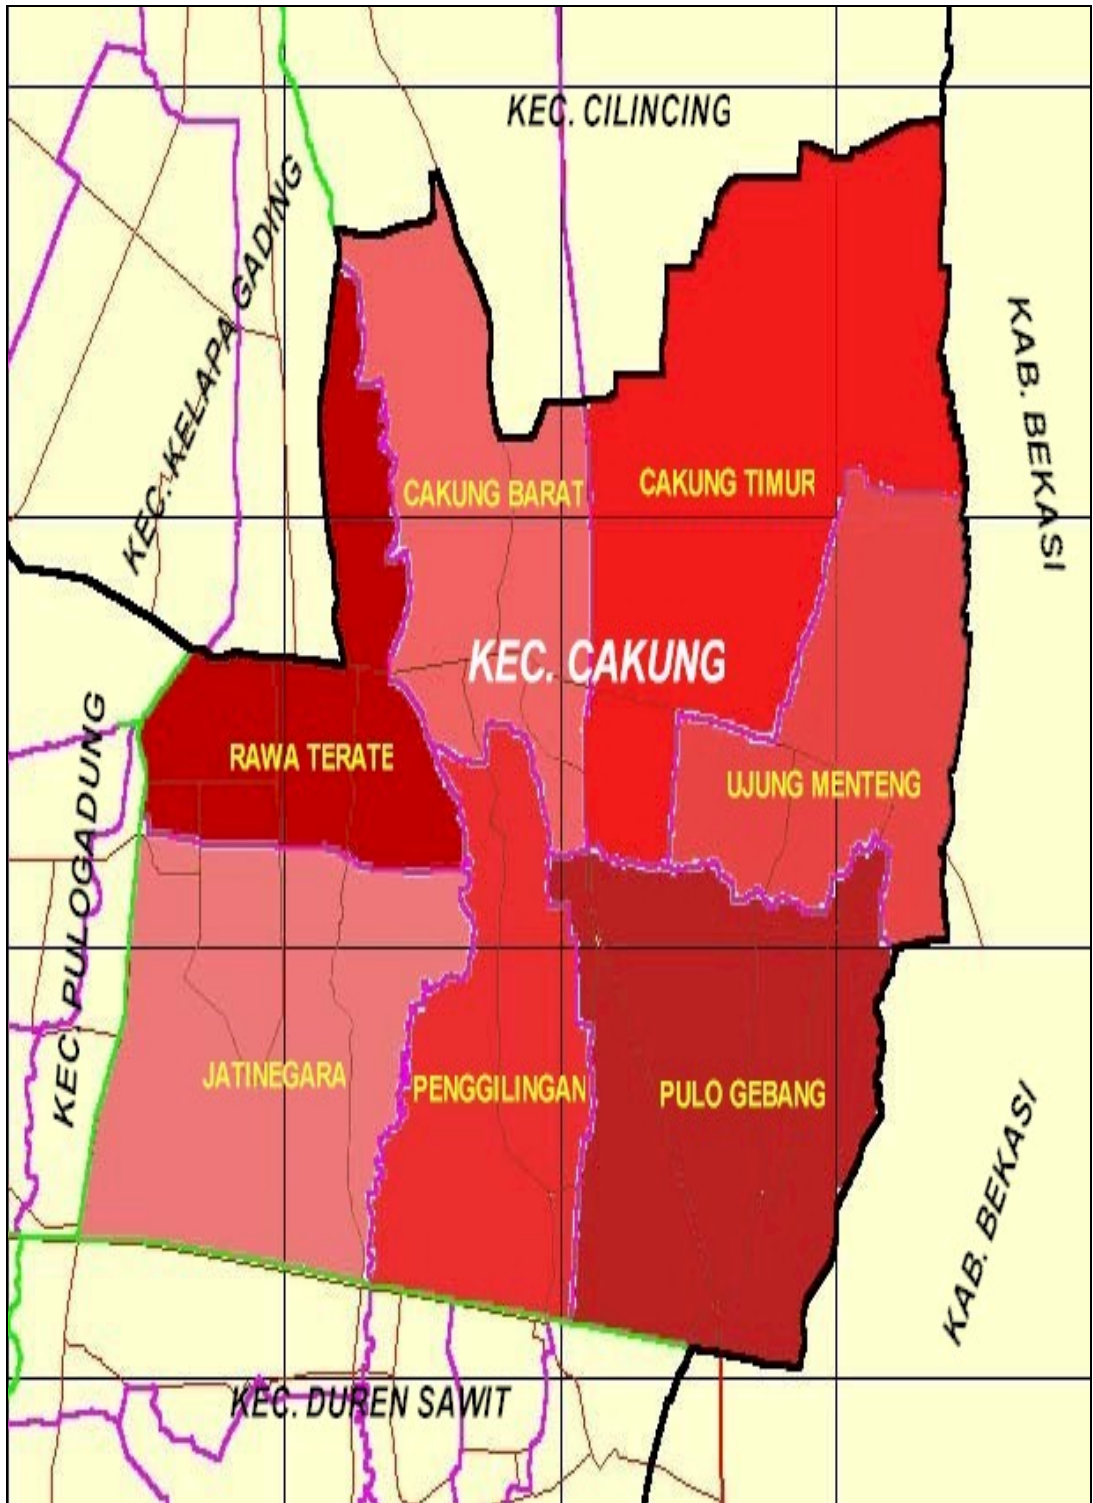 KEC. CILINCING
KEC. KELAPA GADING
KAB. BEKASI
CAKUNG BARAT
CAKUNG TIMUR
KEC. CAKUNG
RAWA TERATE
UJUNG MENTENG
KEC. PULOGADUNG
JATINEGARA
PENGGILINGAN
PULO GEBANG
KAB. BEKASI
KEC. DUREN SAWIT